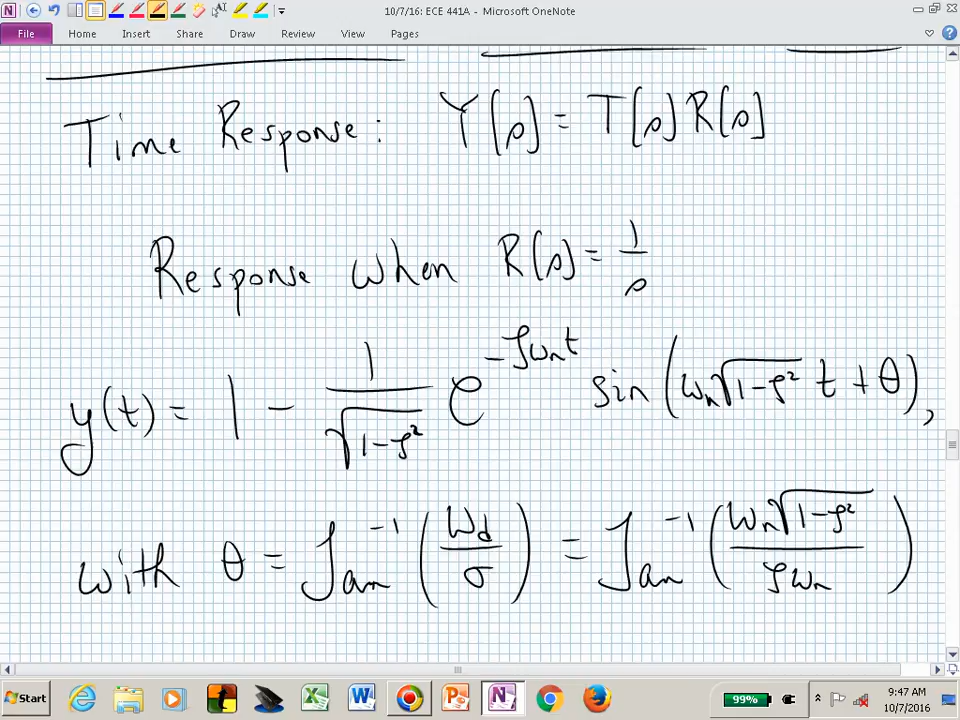 10/7/16: ECE 441A - Microsoft OneNote
File Home Insert Share Draw Review View Pages
Time Response: Y(s) = T(s) R(s)
Response when R(s) = 1/s
y(t) = 1 - 1/√(1-ζ²) e^(-ζωnt) sin(ωn√(1-ζ²) t + θ),
with θ = Tan⁻¹(ωd/σ) = Tan⁻¹(ωn√(1-ζ²)/ζωn)
Start 99% 9:47 AM
10/7/2016